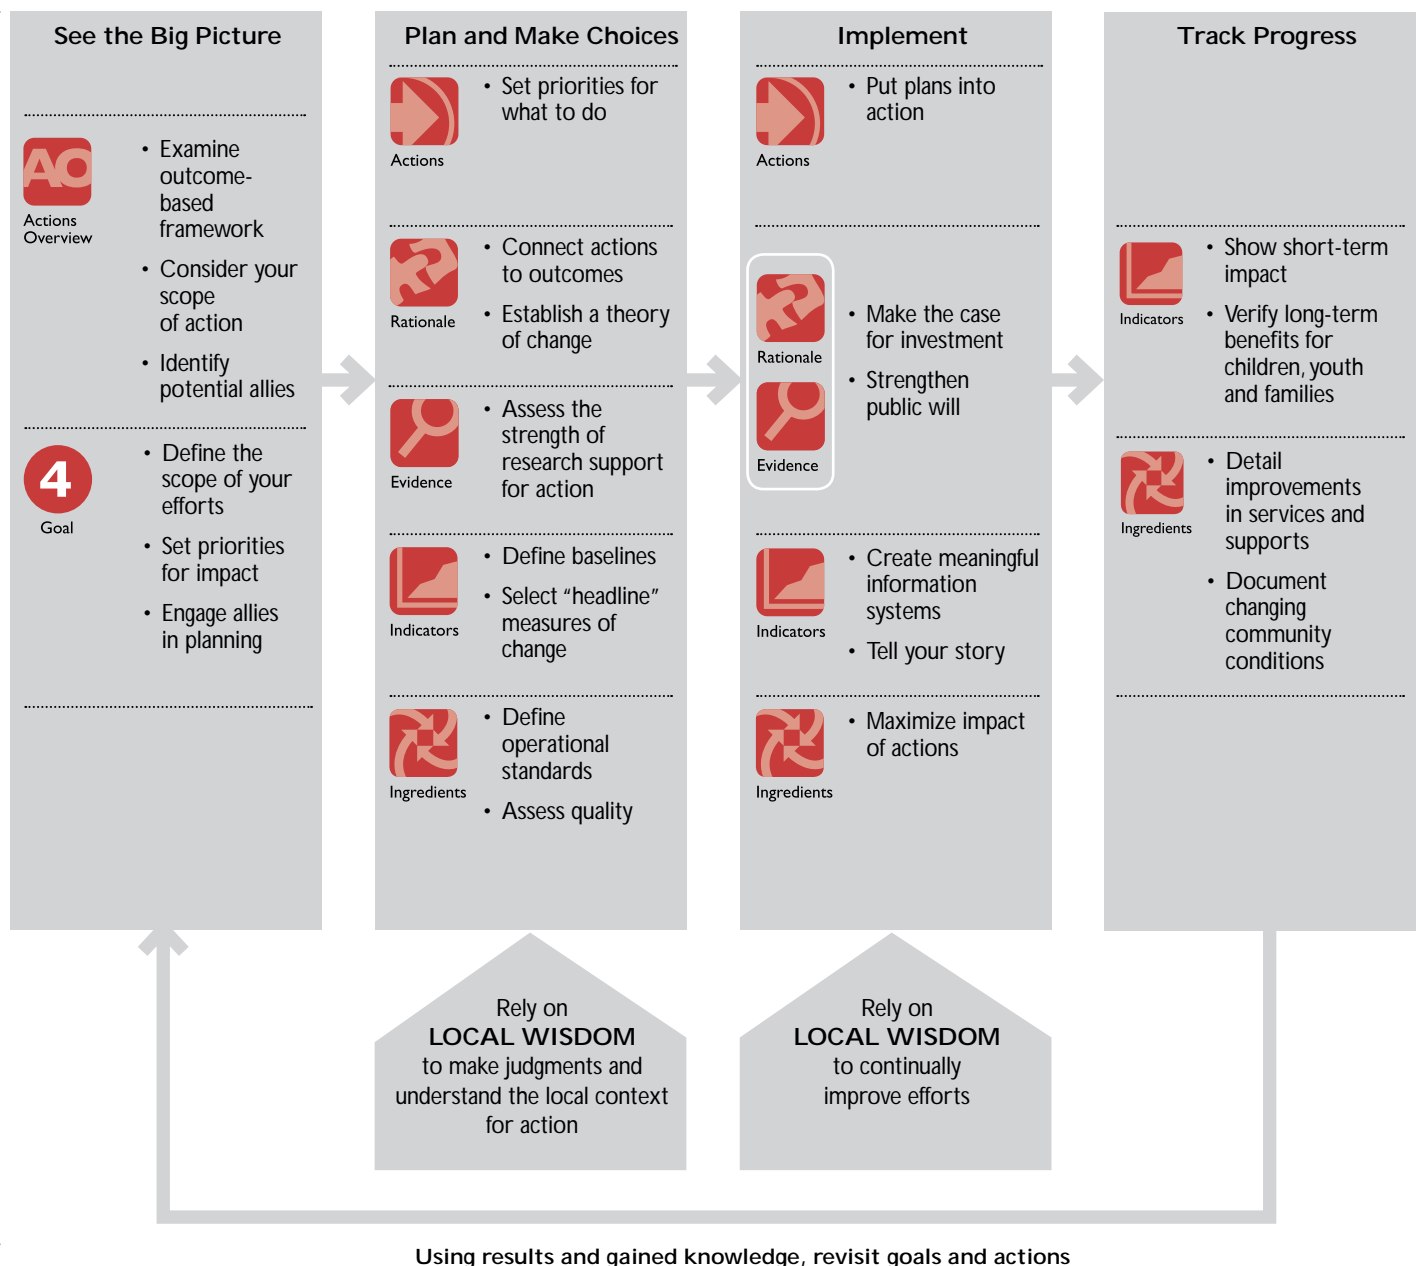 See the Big Picture
AO
Actions
Overview
• Examine
outcome-
based
framework
• Consider your
scope
of action
• Identify
potential allies
4
Goal
• Define the
scope of your
efforts
• Set priorities
for impact
• Engage allies
in planning
Plan and Make Choices
Actions
• Set priorities for
what to do
Rationale
• Connect actions
to outcomes
• Establish a theory
of change
Evidence
• Assess the
strength of
research support
for action
Indicators
• Define baselines
• Select “headline”
measures of
change
Ingredients
• Define
operational
standards
• Assess quality
Implement
Actions
• Put plans into
action
Rationale
Evidence
• Make the case
for investment
• Strengthen
public will
Indicators
• Create meaningful
information
systems
• Tell your story
Ingredients
• Maximize impact
of actions
Track Progress
Indicators
• Show short-term
impact
• Verify long-term
benefits for
children, youth
and families
Ingredients
• Detail
improvements
in services and
supports
• Document
changing
community
conditions
Rely on
LOCAL WISDOM
to make judgments and
understand the local context
for action
Rely on
LOCAL WISDOM
to continually
improve efforts
Using results and gained knowledge, revisit goals and actions